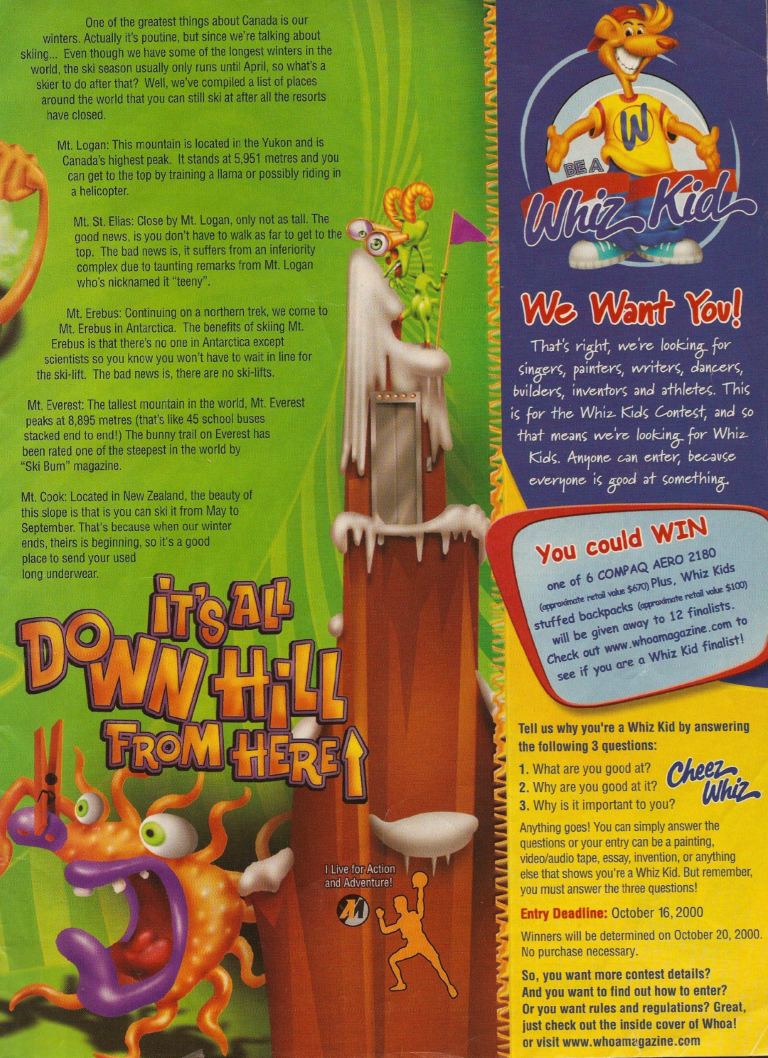 One of the greatest things about Canada is our
winters. Actually it's poutine, but since we're talking about
skiing... Even though we have some of the longest winters in the
world, the ski season usually only runs until April, so what's a
skier to do after that? Well, we've compiled a list of places
around the world that you can still ski at after all the resorts
have closed.
Mt. Logan: This mountain is located in the Yukon and is
Canada's highest peak. It stands at 5,951 metres and you
can get to the top by training a llama or possibly riding in
a helicopter.
Mt. St. Elias: Close by Mt. Logan, only not as tall. The
good news, is you don't have to walk as far to get to the
top. The bad news is, it suffers from an inferiority
complex due to taunting remarks from Mt. Logan
who's nicknamed it "teeny".
Mt. Erebus: Continuing on a northern trek, we come to
Mt. Erebus in Antarctica. The benefits of skiing Mt.
Erebus is that there's no one in Antarctica except
scientists so you know you won't have to wait in line for
the ski-lift. The bad news is, there are no ski-lifts.
Mt. Everest: The tallest mountain in the world, Mt. Everest
peaks at 8,895 metres (that's like 45 school buses
stacked end to end!) The bunny trail on Everest has
been rated one of the steepest in the world by
"Ski Bum" magazine.
Mt. Cook: Located in New Zealand, the beauty of
this slope is that is you can ski it from May to
September. That's because when our winter
ends, theirs is beginning, so it's a good
place to send your used
long underwear.
IT'S ALL
DOWN HILL
FROM HERE
I Live for Action
and Adventure!
W
BE A
Whiz Kid
We Want You!
That's right, we're looking for
singers, painters, writers, dancers,
builders, inventors and athletes. This
is for the Whiz Kids Contest, and so
that means we're looking for Whiz
Kids. Anyone can enter, because
everyone is good at something.
You could WIN
one of 6 COMPAQ AERO 2180
(approximate retail value $670) Plus, Whiz Kids
stuffed backpacks (approximate retail value $100)
will be given away to 12 finalists.
Check out www.whoamagazine.com to
see if you are a Whiz Kid finalist!
Tell us why you're a Whiz Kid by answering
the following 3 questions:
1. What are you good at?
2. Why are you good at it?
3. Why is it important to you?
Cheez
Whiz
Anything goes! You can simply answer the
questions or your entry can be a painting,
video/audio tape, essay, invention, or anything
else that shows you're a Whiz Kid. But remember,
you must answer the three questions!
Entry Deadline: October 16, 2000
Winners will be determined on October 20, 2000.
No purchase necessary.
So, you want more contest details?
And you want to find out how to enter?
Or you want rules and regulations? Great,
just check out the inside cover of Whoa!
or visit www.whoamagazine.com